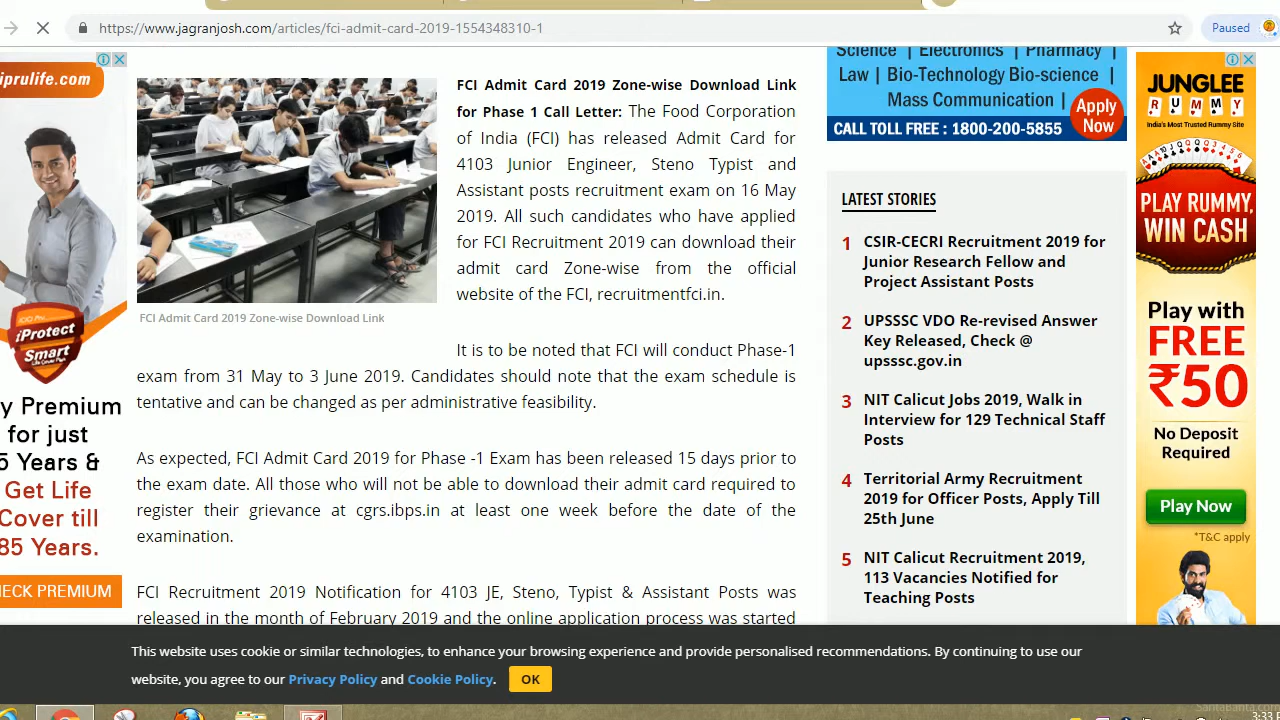 https://www.jagranjosh.com/articles/fci-admit-card-2019-1554348310-1
Paused
iprulife.com
iProtect
Smart
y Premium
for just
5 Years &
Get Life
Cover till
85 Years.
HECK PREMIUM
FCI Admit Card 2019 Zone-wise Download Link
FCI Admit Card 2019 Zone-wise Download Link
for Phase 1 Call Letter: The Food Corporation
of India (FCI) has released Admit Card for
4103 Junior Engineer, Steno Typist and
Assistant posts recruitment exam on 16 May
2019. All such candidates who have applied
for FCI Recruitment 2019 can download their
admit card Zone-wise from the official
website of the FCI, recruitmentfci.in.
It is to be noted that FCI will conduct Phase-1
exam from 31 May to 3 June 2019. Candidates should note that the exam schedule is
tentative and can be changed as per administrative feasibility.
As expected, FCI Admit Card 2019 for Phase -1 Exam has been released 15 days prior to
the exam date. All those who will not be able to download their admit card required to
register their grievance at cgrs.ibps.in at least one week before the date of the
examination.
FCI Recruitment 2019 Notification for 4103 JE, Steno, Typist & Assistant Posts was
released in the month of February 2019 and the online application process was started
Science | Electronics | Pharmacy |
Law | Bio-Technology Bio-science |
Mass Communication |
Apply
Now
CALL TOLL FREE : 1800-200-5855
LATEST STORIES
1 CSIR-CECRI Recruitment 2019 for
Junior Research Fellow and
Project Assistant Posts
2 UPSSSC VDO Re-revised Answer
Key Released, Check @
upsssc.gov.in
3 NIT Calicut Jobs 2019, Walk in
Interview for 129 Technical Staff
Posts
4 Territorial Army Recruitment
2019 for Officer Posts, Apply Till
25th June
5 NIT Calicut Recruitment 2019,
113 Vacancies Notified for
Teaching Posts
JUNGLEE
RUMMY
India's Most Trusted Rummy Site
PLAY RUMMY,
WIN CASH
Play with
FREE
₹50
No Deposit
Required
Play Now
*T&C apply
This website uses cookie or similar technologies, to enhance your browsing experience and provide personalised recommendations. By continuing to use our
website, you agree to our Privacy Policy and Cookie Policy. OK
SantaBanta.com